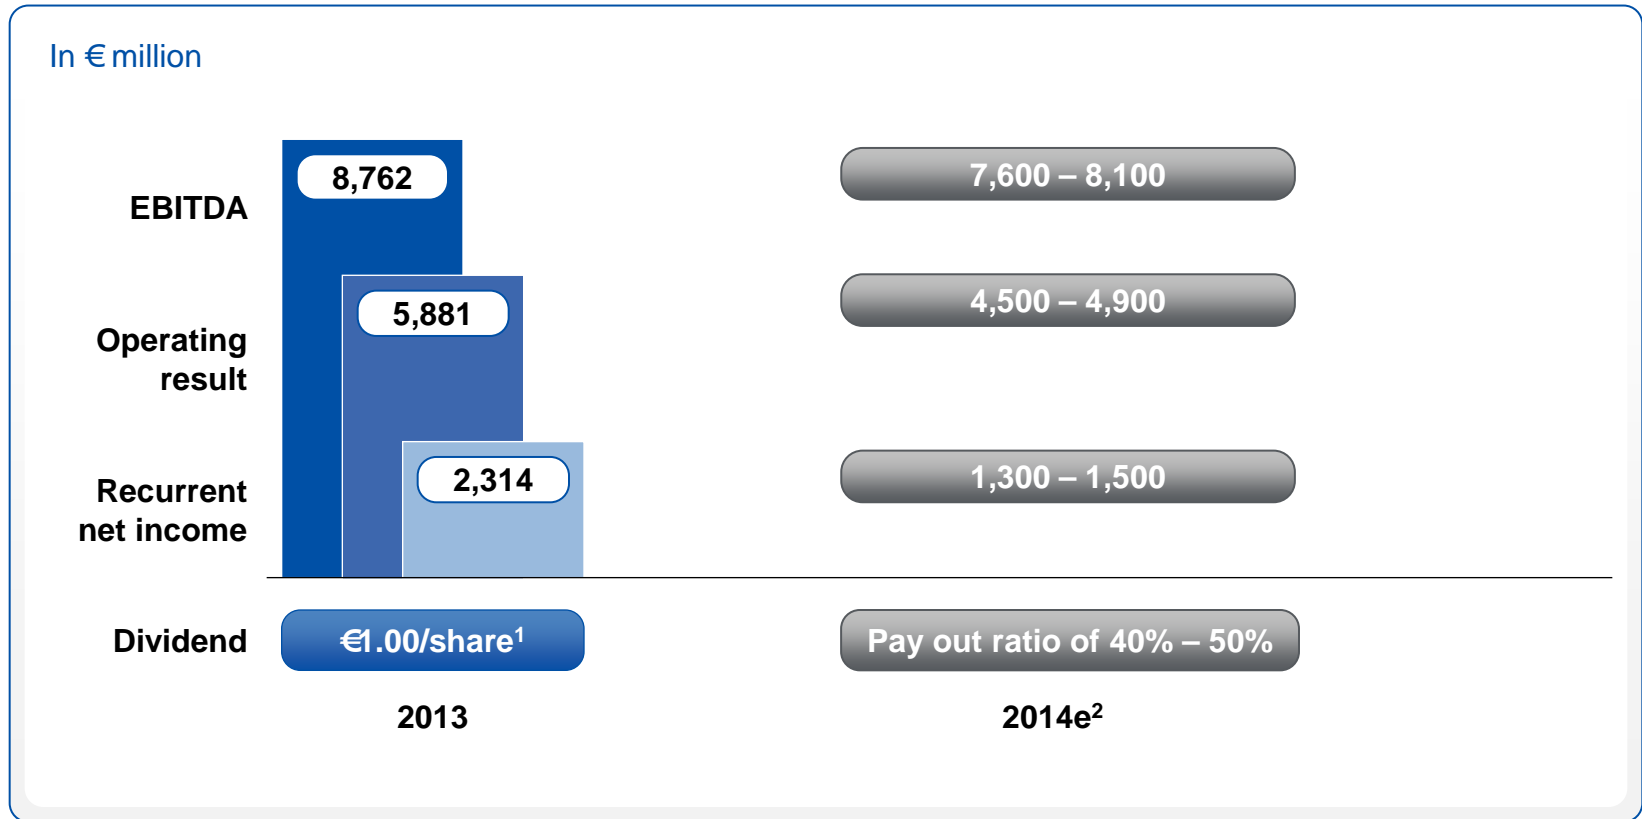 In € million
8,762
7,600 – 8,100
EBITDA
5,881
4,500 – 4,900
Operating
result
2,314
1,300 – 1,500
Recurrent
net income
Dividend
€1.00/share¹
Pay out ratio of 40% – 50%
2013
2014e²